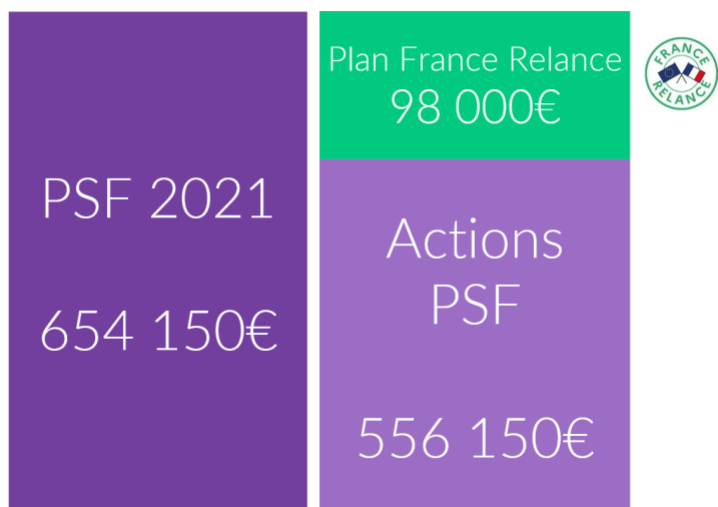 PSF 2021
654 150€
Plan France Relance
98 000€
Actions
PSF
556 150€
FRANCE
RELANCE